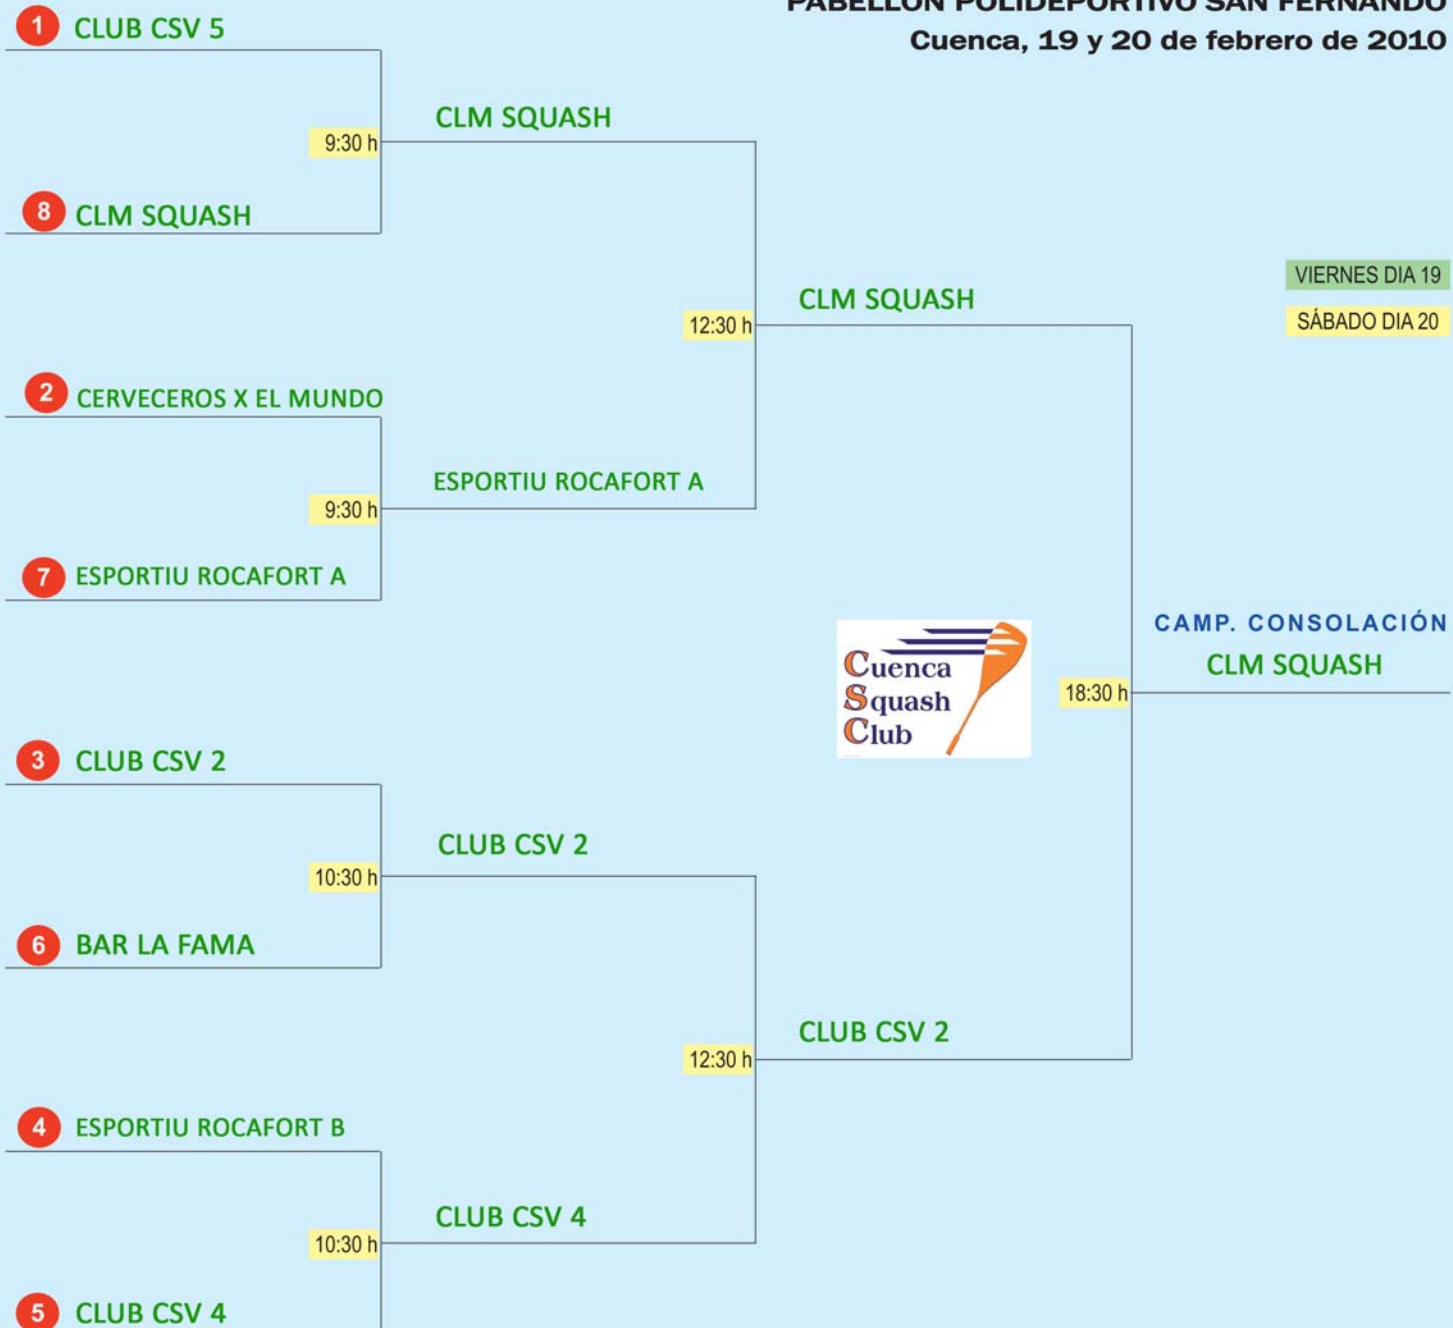 PABELLÓN POLIDEPORTIVO SAN FERNANDO
Cuenca, 19 y 20 de febrero de 2010
1 CLUB CSV 5
CLM SQUASH
9:30 h
8 CLM SQUASH
VIERNES DIA 19
SÁBADO DIA 20
CLM SQUASH
12:30 h
2 CERVECEROS X EL MUNDO
ESPORTIU ROCAFORT A
9:30 h
7 ESPORTIU ROCAFORT A
CAMP. CONSOLACIÓN
CLM SQUASH
18:30 h
Cuenca
Squash
Club
3 CLUB CSV 2
CLUB CSV 2
10:30 h
6 BAR LA FAMA
CLUB CSV 2
12:30 h
4 ESPORTIU ROCAFORT B
CLUB CSV 4
10:30 h
5 CLUB CSV 4